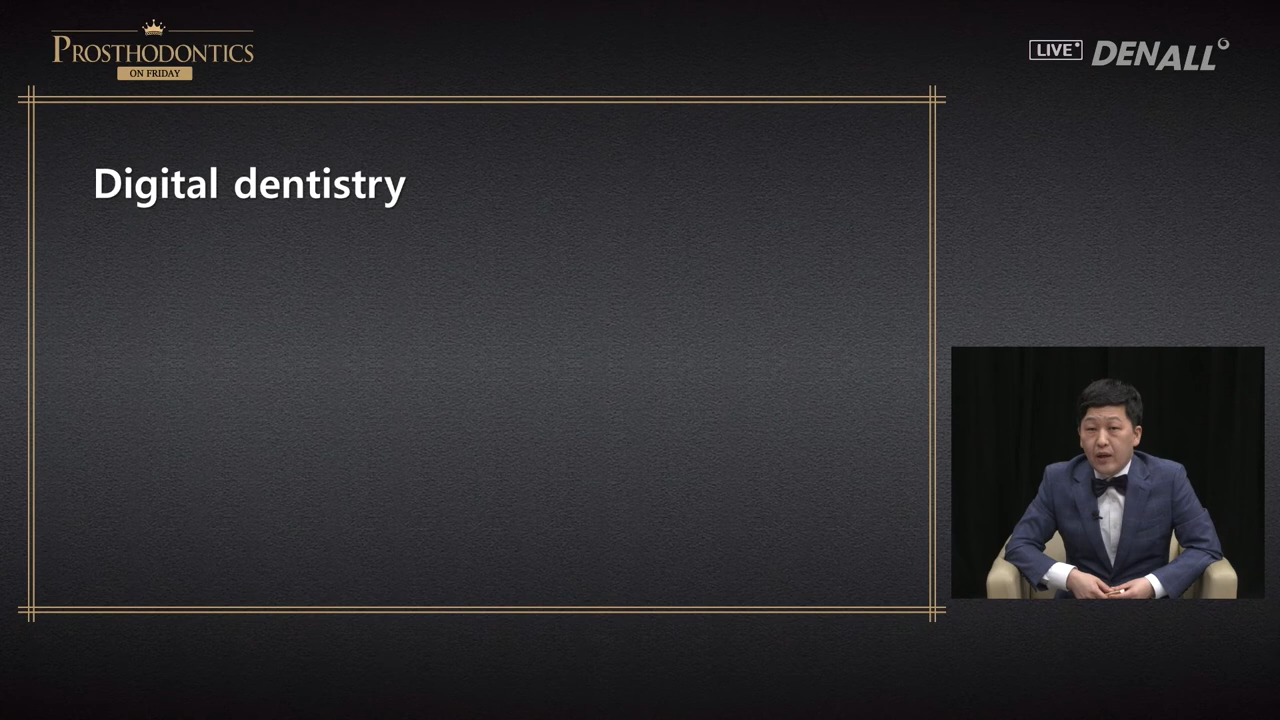 PROSTHODONTICS
ON FRIDAY
LIVE
DENALL
Digital dentistry